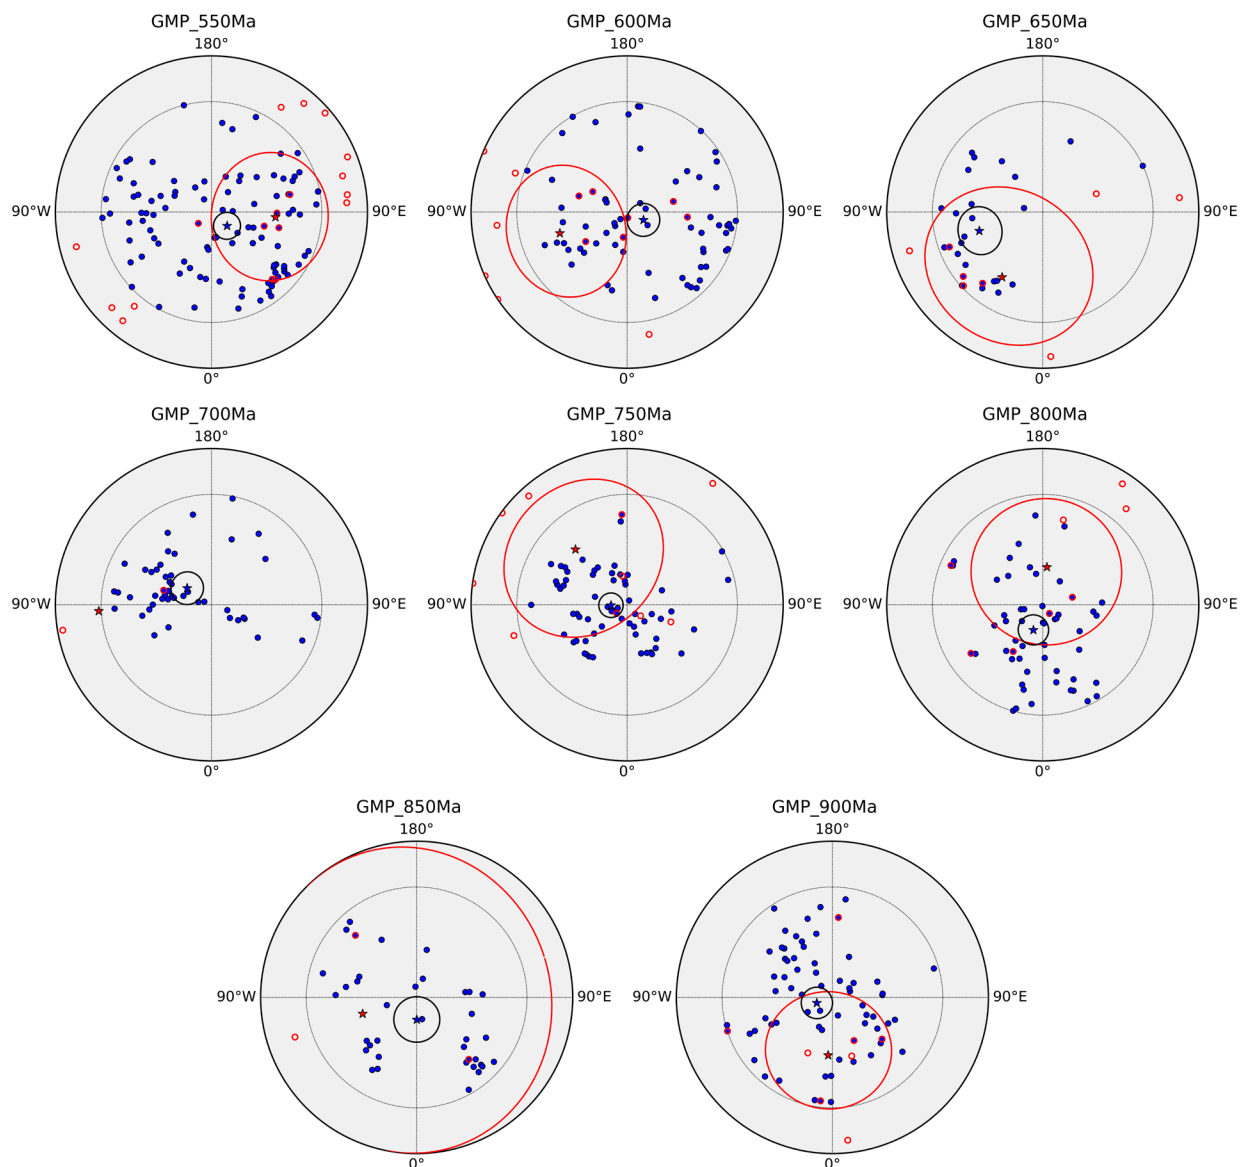 GMP_550Ma GMP_600Ma GMP_650Ma
180° 180° 180°
90°W 90°E 90°W 90°E 90°W 90°E
0° 0° 0°
GMP_700Ma GMP_750Ma GMP_800Ma
180° 180° 180°
90°W 90°E 90°W 90°E 90°W 90°E
0° 0° 0°
GMP_850Ma GMP_900Ma
180° 180°
90°W 90°E 90°W 90°E
0° 0°